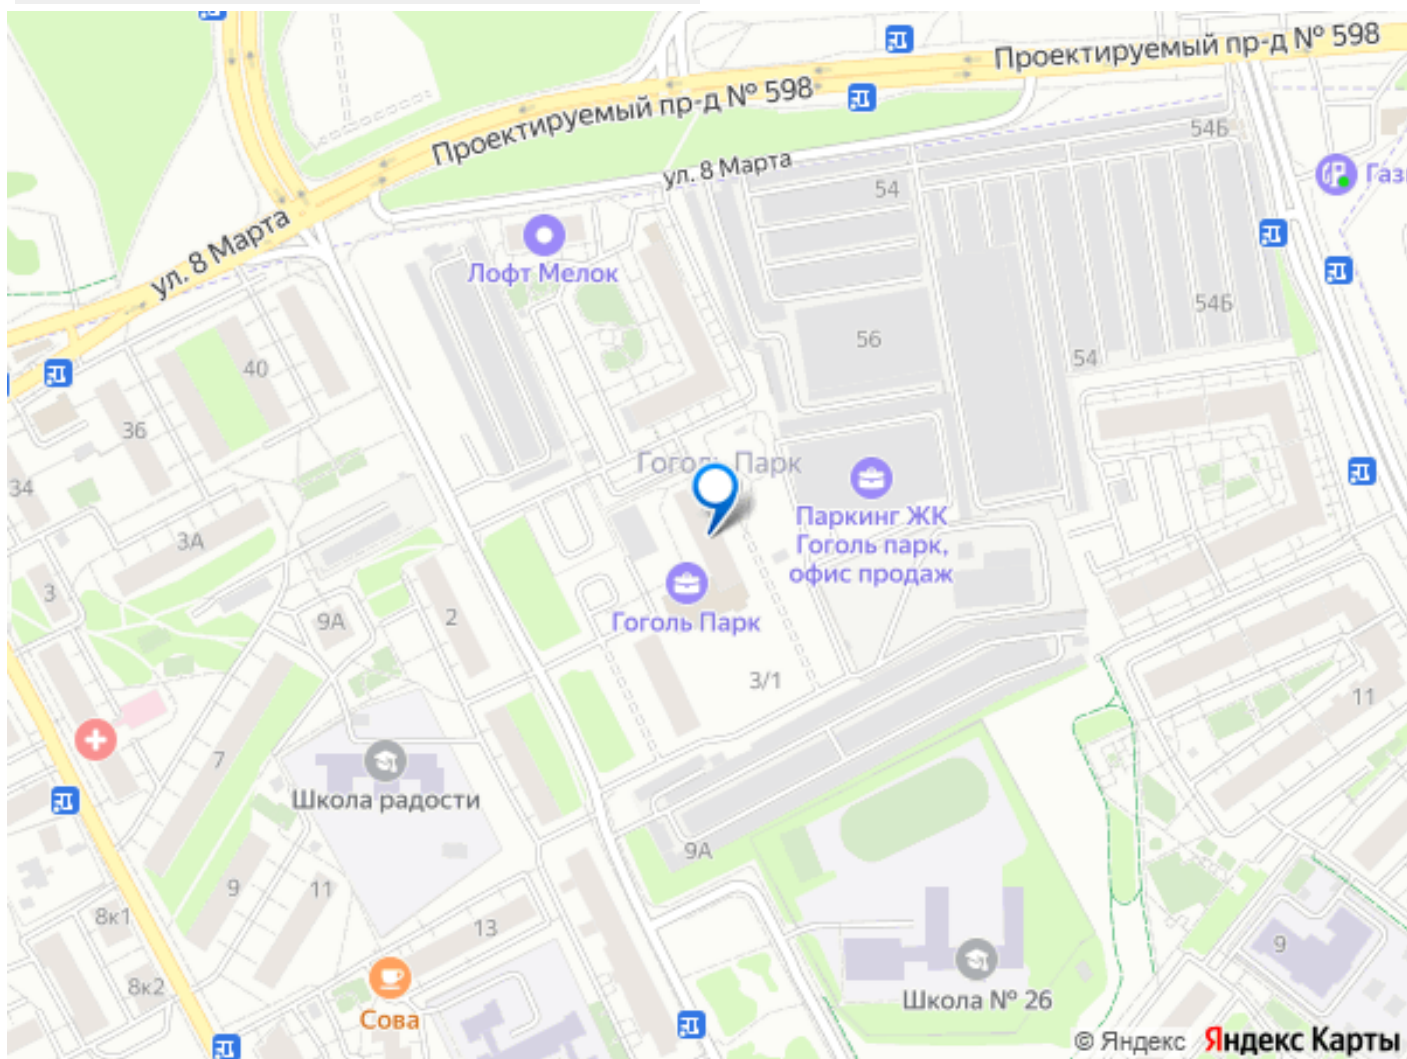 Проектируемый пр-д № 598
Проектируемый пр-д № 598
54Б
ул. 8 Марта
54
ул. 8 Марта
Лофт Мелок
54Б
56
54
40
36
34
Гоголь Парк
Паркинг ЖК
Гоголь парк,
офис продаж
3А
3
9А
2
Гоголь Парк
3/1
11
7
Школа радости
9А
9
11
8к1
13
9
8к2
Сова
Школа № 26
© Яндекс Яндекс Карты